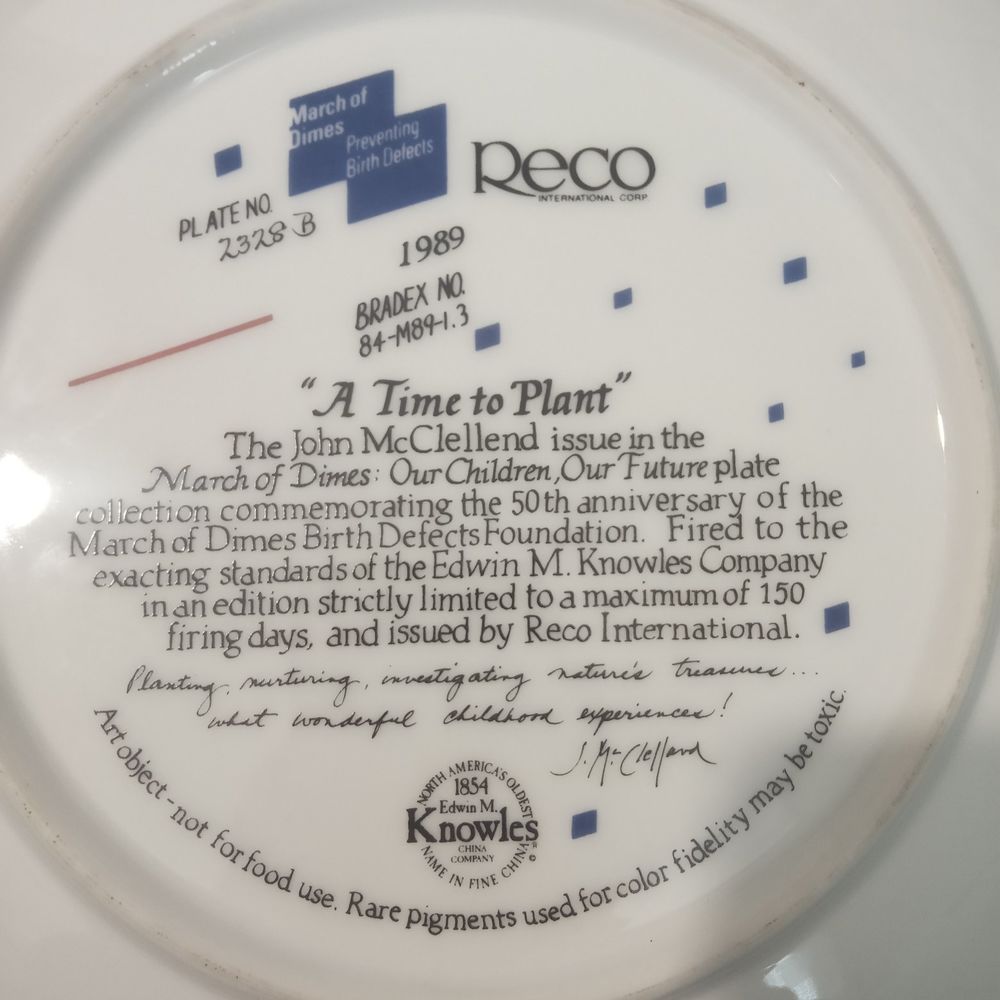 March of
Dimes
Preventing
Birth Defects
Reco
INTERNATIONAL CORP.
PLATE NO.
2328 B
1989
BRADEX NO.
84-M89-1.3
"A Time to Plant"
The John McClellend issue in the
March of Dimes: Our Children, Our Future plate
collection commemorating the 50th anniversary of the
March of Dimes Birth Defects Foundation. Fired to the
exacting standards of the Edwin M. Knowles Company
in an edition strictly limited to a maximum of 150
firing days, and issued by Reco International.
Planting, nurturing, investigating nature's treasures...
what wonderful childhood experiences!
J. McClelland
NORTH AMERICA'S OLDEST
1854
Edwin M.
Knowles
CHINA
COMPANY
NAME IN FINE CHINA
Art object - not for food use. Rare pigments used for color fidelity may be toxic.